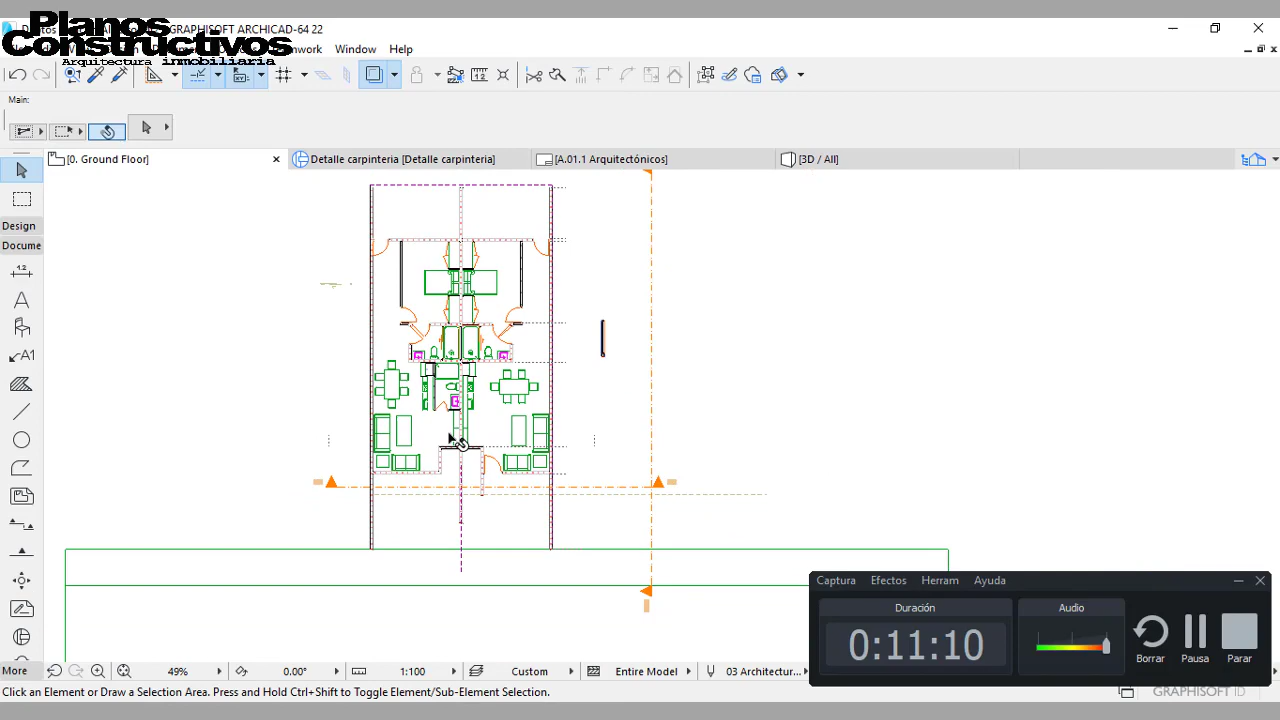 Planos
Constructivos
Arquitectura inmobiliaria
GRAPHISOFT ARCHICAD-64 22
Window Help
Main:
[0. Ground Floor]
Detalle carpinteria [Detalle carpinteria]
[A.01.1 Arquitectónicos]
[3D / All]
Design
Docume
1.2
A
A1
More
49%
0.00°
1:100
Custom
Entire Model
03 Architectur...
Click an Element or Draw a Selection Area. Press and Hold Ctrl+Shift to Toggle Element/Sub-Element Selection.
GRAPHISOFT ID
Captura Efectos Herram Ayuda
Duración
0:11:10
Audio
Borrar
Pausa
Parar